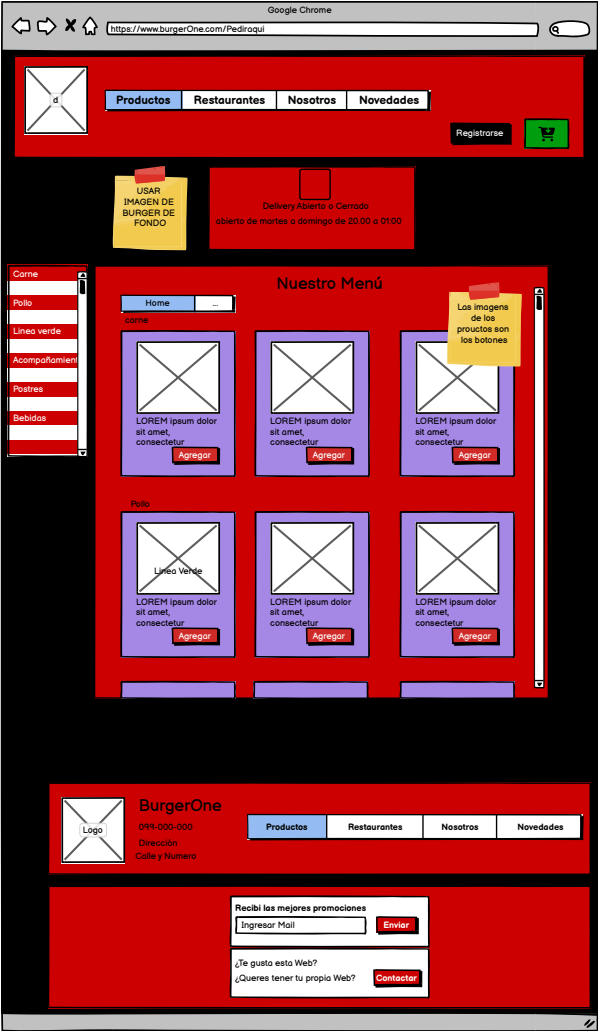 Google Chrome
https://www.burgerOne.com/Pediraqui
d
Productos Restaurantes Nosotros Novedades
Registrarse
USAR
IMAGEN DE
BURGER DE
FONDO
Delivery Abierto o Cerrado
abierto de martes a domingo de 20:00 a 01:00
Carne
Pollo
Linea verde
Acompañamient
Postres
Bebidas
Nuestro Menú
Home ...
carne
Las imagens
de los
prouctos son
los botones
LOREM ipsum dolor
sit amet,
consectetur
Agregar
LOREM ipsum dolor
sit amet,
consectetur
Agregar
LOREM ipsum dolor
sit amet,
consectetur
Agregar
Pollo
Linea Verde
LOREM ipsum dolor
sit amet,
consectetur
Agregar
LOREM ipsum dolor
sit amet,
consectetur
Agregar
LOREM ipsum dolor
sit amet,
consectetur
Agregar
Logo
BurgerOne
099-000-000
Dirección
Calle y Numero
Productos Restaurantes Nosotros Novedades
Recibi las mejores promociones
Ingresar Mail Enviar
¿Te gusta esta Web?
¿Queres tener tu propia Web? Contactar